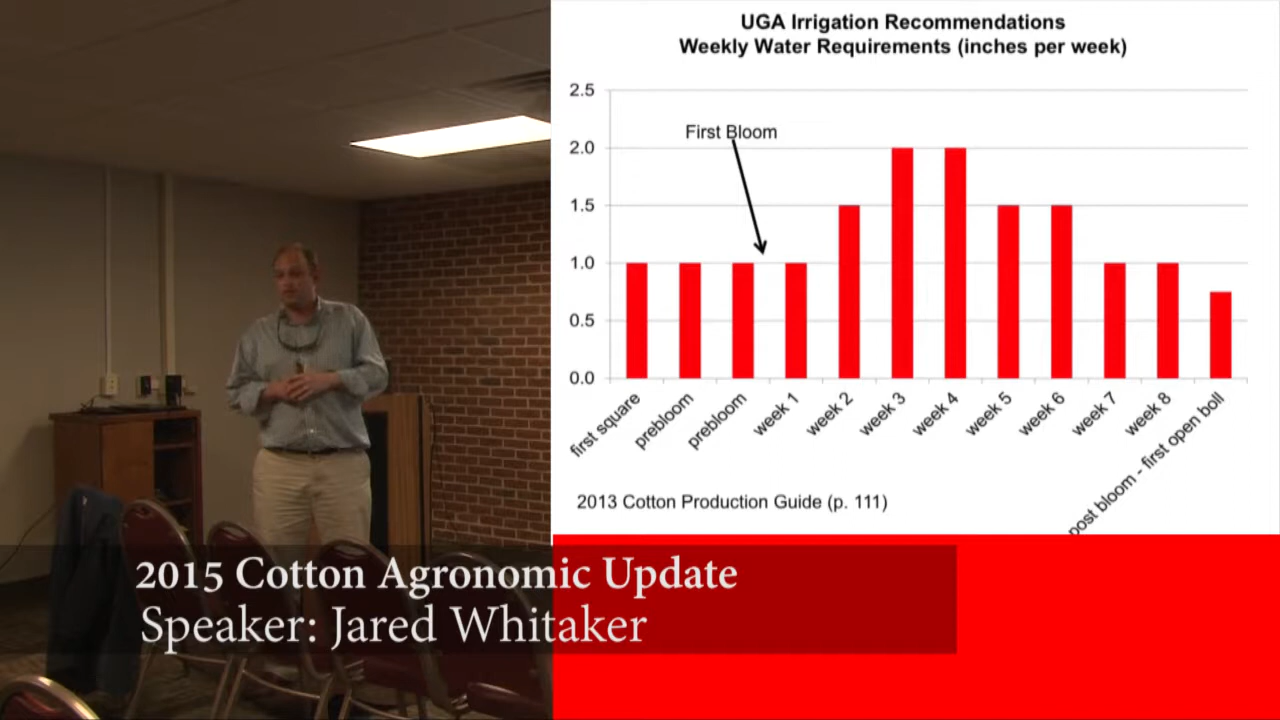 UGA Irrigation Recommendations
Weekly Water Requirements (inches per week)
2.5
First Bloom
2.0
1.5
1.0
0.5
0.0
first square
prebloom
prebloom
week 1
week 2
week 3
week 4
week 5
week 6
week 7
week 8
post bloom - first open boll
2013 Cotton Production Guide (p. 111)
2015 Cotton Agronomic Update
Speaker: Jared Whitaker